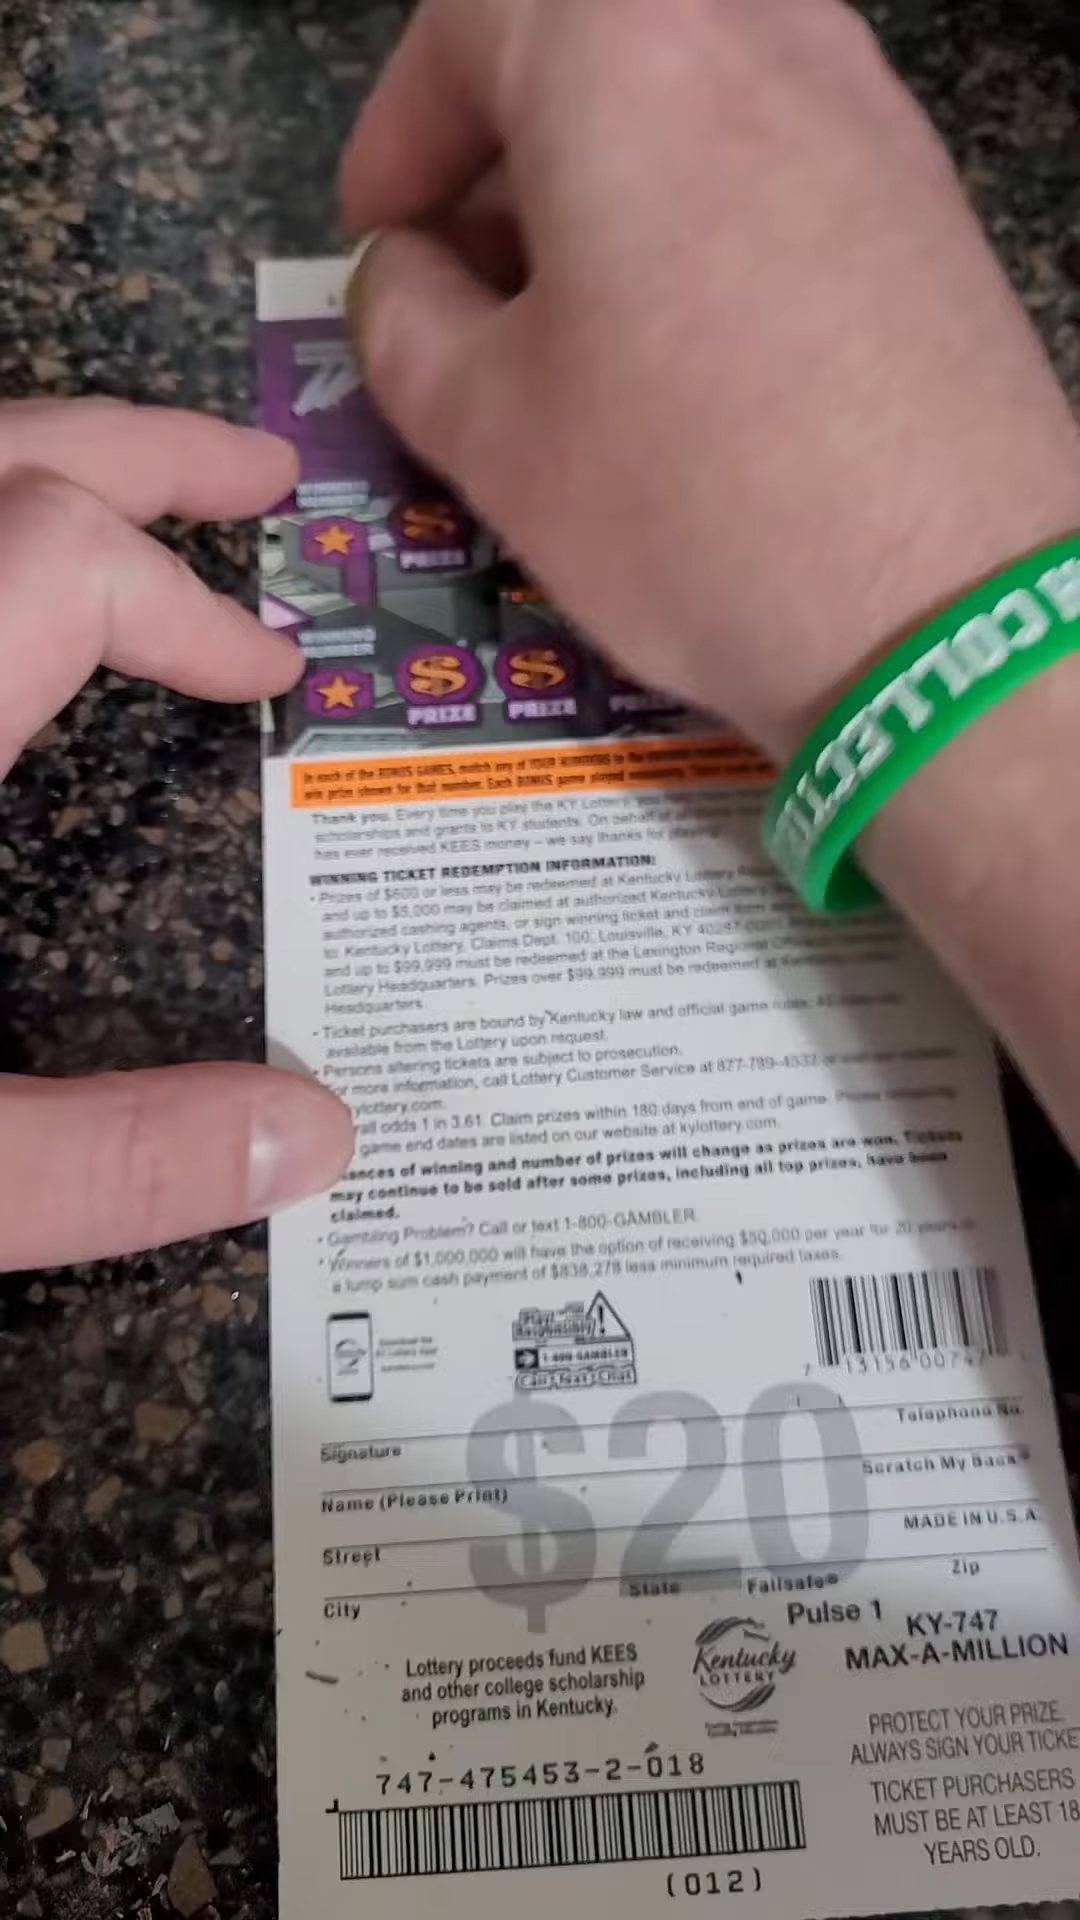 WINNING
NUMBER
PRIZE
WINNING
NUMBER
PRIZE PRIZE
In each of the BONUS GAMES, match any of YOUR NUMBERS to the
win prize shown for that number. Each BONUS game played
Thank you. Every time you play the KY Lottery, you
scholarships and grants to KY students. On behalf of
has ever received KEES money – we say thanks for playing.
WINNING TICKET REDEMPTION INFORMATION:
• Prizes of $600 or less may be redeemed at Kentucky Lottery
and up to $5,000 may be claimed at authorized Kentucky Lottery
authorized cashing agents, or sign winning ticket and claim form
to: Kentucky Lottery, Claims Dept. 100, Louisville, KY 40247
and up to $99,999 must be redeemed at the Lexington Regional
Lottery Headquarters. Prizes over $99,999 must be redeemed at
Headquarters.
• Ticket purchasers are bound by Kentucky law and official game rules.
available from the Lottery upon request.
• Persons altering tickets are subject to prosecution.
or more information, call Lottery Customer Service at 877-789-4532 or
kylottery.com.
rall odds 1 in 3.61. Claim prizes within 180 days from end of game.
game end dates are listed on our website at kylottery.com.
ances of winning and number of prizes will change as prizes are won. Tickets
may continue to be sold after some prizes, including all top prizes, have been
claimed.
• Gambling Problem? Call or text 1-800-GAMBLER.
• Winners of $1,000,000 will have the option of receiving $50,000 per year for 20 years or
a lump sum cash payment of $838,278 less minimum required taxes.
Play
Responsibly
1-800-GAMBLER
Call Text Chat
7 13156 00747
$20
Telephone No.
Signature
Scratch My Back®
Name (Please Print)
MADE IN U.S.A.
Street
Zip
State
Failsafe®
City
Pulse 1
KY-747
MAX-A-MILLION
Kentucky
LOTTERY
Lottery proceeds fund KEES
and other college scholarship
programs in Kentucky.
PROTECT YOUR PRIZE.
ALWAYS SIGN YOUR TICKE
TICKET PURCHASERS
MUST BE AT LEAST 18
YEARS OLD.
747-475453-2-018
(012)